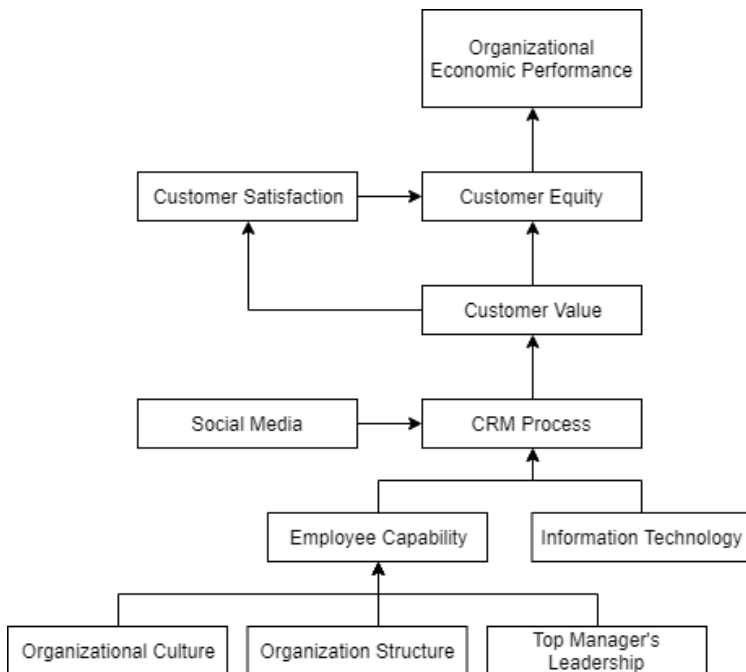 Organizational
Economic Performance
Customer Satisfaction
Customer Equity
Customer Value
Social Media
CRM Process
Employee Capability
Information Technology
Organizational Culture
Organization Structure
Top Manager's
Leadership